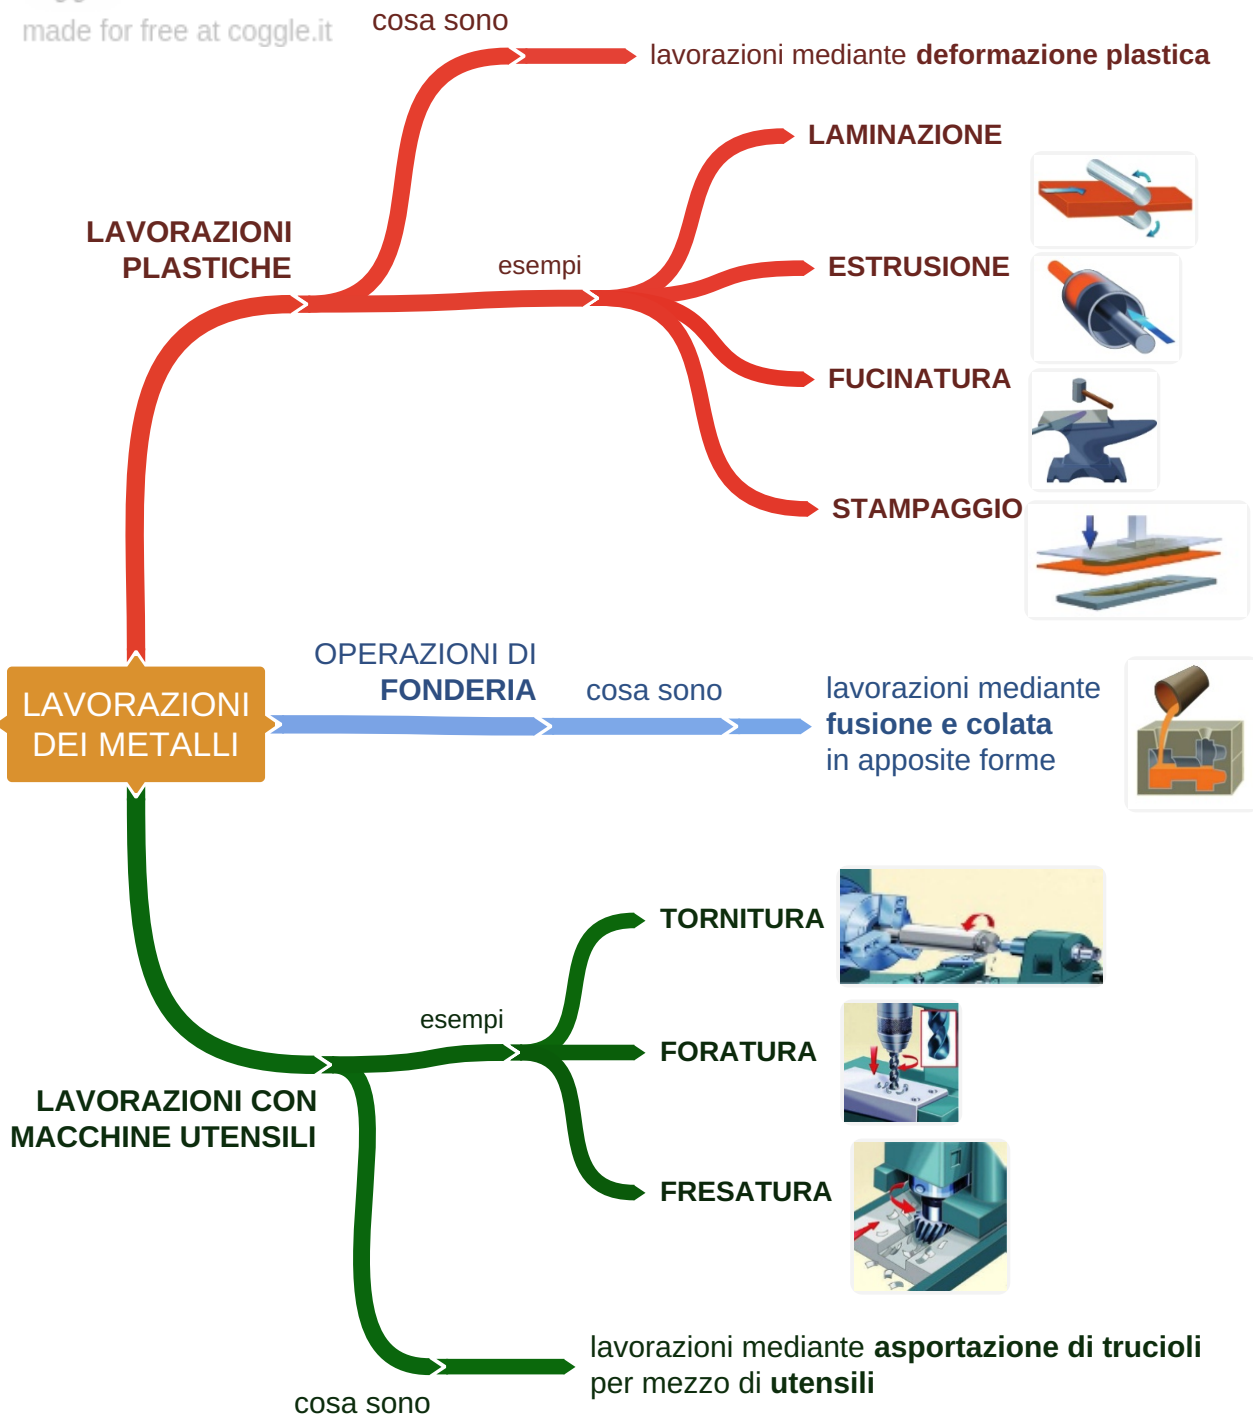 made for free at coggle.it
cosa sono
lavorazioni mediante deformazione plastica
LAMINAZIONE
LAVORAZIONI
PLASTICHE
esempi
ESTRUSIONE
FUCINATURA
STAMPAGGIO
OPERAZIONI DI
FONDERIA
cosa sono
lavorazioni mediante
fusione e colata
in apposite forme
LAVORAZIONI
DEI METALLI
TORNITURA
esempi
FORATURA
LAVORAZIONI CON
MACCHINE UTENSILI
FRESATURA
lavorazioni mediante asportazione di trucioli
per mezzo di utensili
cosa sono